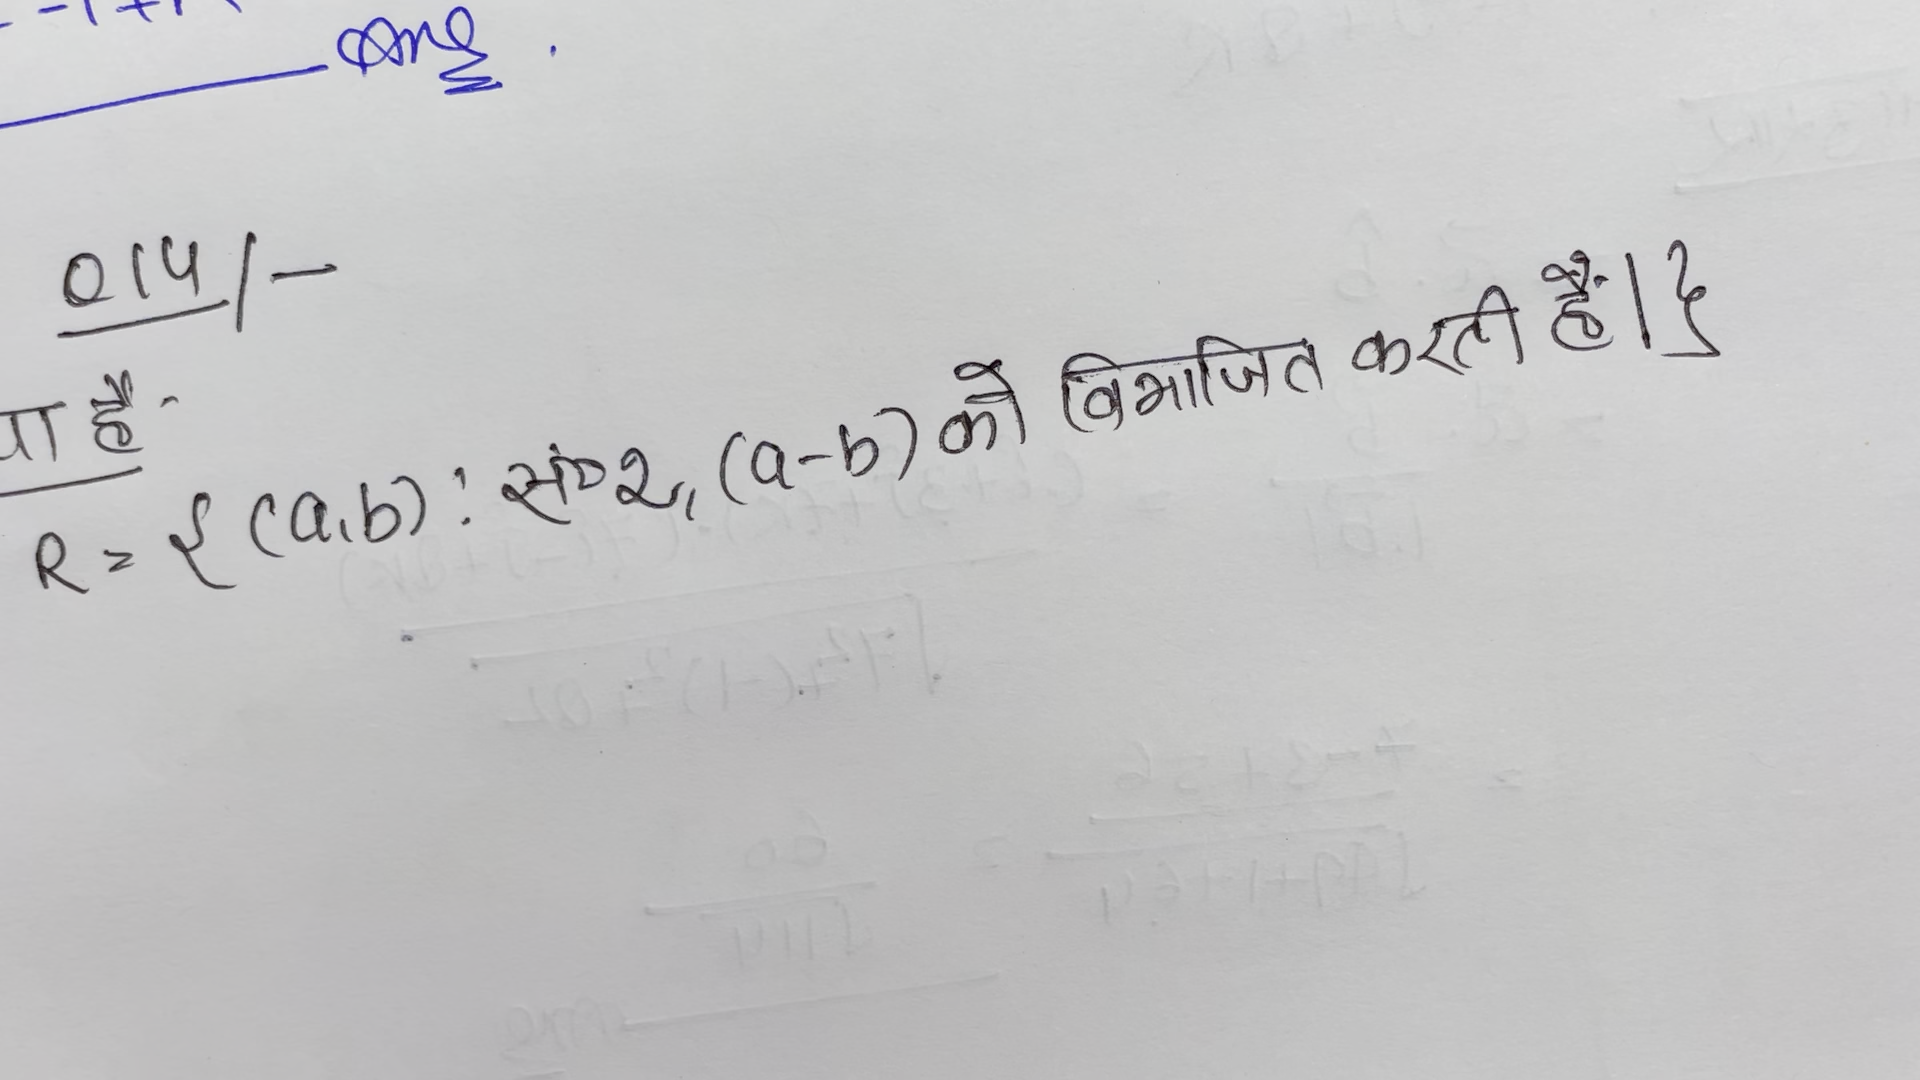 Ans.
Q14/-
या है-
R = { (a,b) : सं० 2, (a-b) को विभाजित करती हैं।}